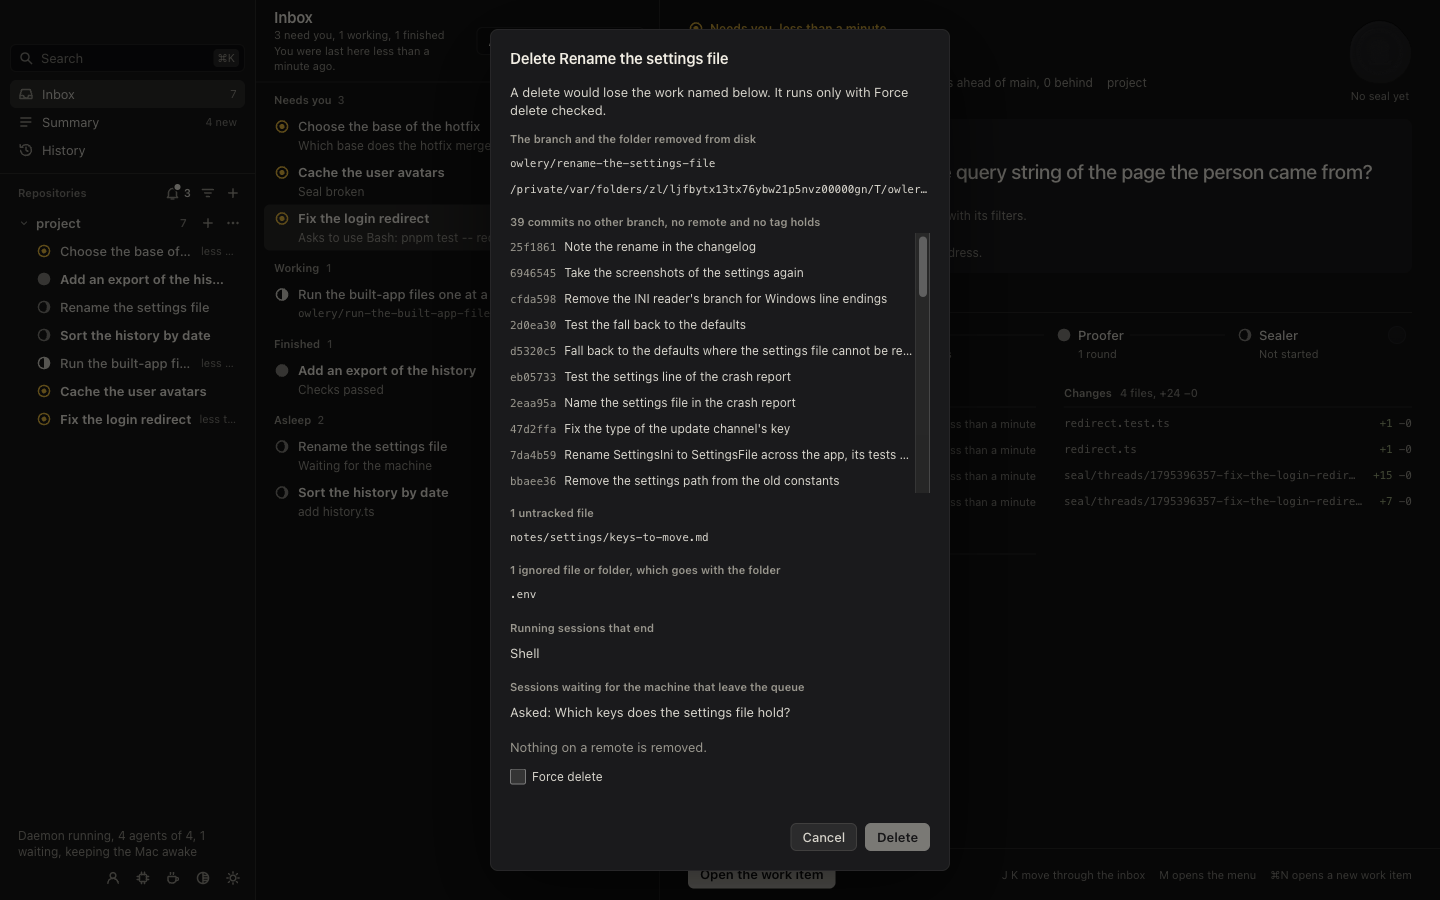 Inbox
3 need you, 1 working, 1 finished
You were last here less than a
minute ago.
Search
⌘K
Inbox 7
Summary 4 new
History
Repositories 3
project 7
Choose the base of... less ...
Add an export of the his...
Rename the settings file
Sort the history by date
Run the built-app fi... less ...
Cache the user avatars
Fix the login redirect less t...
Daemon running, 4 agents of 4, 1
waiting, keeping the Mac awake
Needs you 3
Choose the base of the hotfix
Which base does the hotfix merge
Cache the user avatars
Seal broken
Fix the login redirect
Asks to use Bash: pnpm test -- re
Working 1
Run the built-app files one at a
owlery/run-the-built-app-file
Finished 1
Add an export of the history
Checks passed
Asleep 2
Rename the settings file
Waiting for the machine
Sort the history by date
add history.ts
Delete Rename the settings file
A delete would lose the work named below. It runs only with Force
delete checked.
The branch and the folder removed from disk
owlery/rename-the-settings-file
/private/var/folders/zl/ljfbytx13tx76ybw21p5nvz00000gn/T/owler…
39 commits no other branch, no remote and no tag holds
25f1861 Note the rename in the changelog
6946545 Take the screenshots of the settings again
cfda598 Remove the INI reader's branch for Windows line endings
2d0ea30 Test the fall back to the defaults
d5320c5 Fall back to the defaults where the settings file cannot be re...
eb05733 Test the settings line of the crash report
2eaa95a Name the settings file in the crash report
47d2ffa Fix the type of the update channel's key
7da4b59 Rename SettingsIni to SettingsFile across the app, its tests ...
bbaee36 Remove the settings path from the old constants
1 untracked file
notes/settings/keys-to-move.md
1 ignored file or folder, which goes with the folder
.env
Running sessions that end
Shell
Sessions waiting for the machine that leave the queue
Asked: Which keys does the settings file hold?
Nothing on a remote is removed.
Force delete
Cancel Delete
Needs you, less than a minute
s ahead of main, 0 behind project
No seal yet
query string of the page the person came from?
with its filters.
dress.
Proofer
1 round
Sealer
Not started
Changes 4 files, +24 −0
ss than a minute
redirect.test.ts +1 −0
ss than a minute
redirect.ts +1 −0
ss than a minute
seal/threads/1795396357-fix-the-login-redir… +15 −0
ss than a minute
seal/threads/1795396357-fix-the-login-redire… +7 −0
Open the work item
J K move through the inbox M opens the menu ⌘N opens a new work item